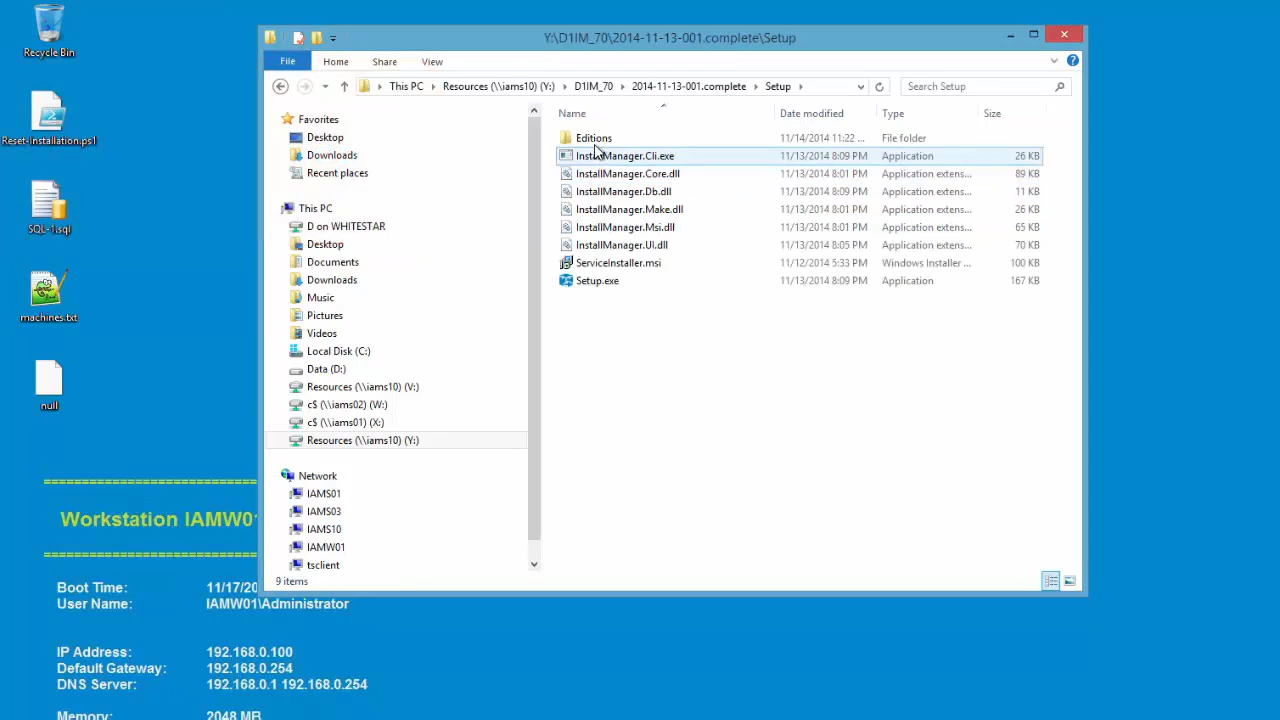 Recycle Bin
Reset-Installation.ps1
SQL-1.sql
machines.txt
null
Workstation IAMW01
Boot Time: 11/17/20
User Name: IAMW01\Administrator
IP Address: 192.168.0.100
Default Gateway: 192.168.0.254
DNS Server: 192.168.0.1 192.168.0.254
Memory: 2048 MB
Y:\D1IM_70\2014-11-13-001.complete\Setup
File Home Share View
This PC Resources (\\iams10) (Y:) D1IM_70 2014-11-13-001.complete Setup
Search Setup
Favorites
Desktop
Downloads
Recent places
This PC
D on WHITESTAR
Desktop
Documents
Downloads
Music
Pictures
Videos
Local Disk (C:)
Data (D:)
Resources (\\iams10) (V:)
c$ (\\iams02) (W:)
c$ (\\iams01) (X:)
Resources (\\iams10) (Y:)
Network
IAMS01
IAMS03
IAMS10
IAMW01
tsclient
Name Date modified Type Size
Editions 11/14/2014 11:22 ... File folder
InstallManager.Cli.exe 11/13/2014 8:09 PM Application 26 KB
InstallManager.Core.dll 11/13/2014 8:01 PM Application extens... 89 KB
InstallManager.Db.dll 11/13/2014 8:09 PM Application extens... 11 KB
InstallManager.Make.dll 11/13/2014 8:01 PM Application extens... 26 KB
InstallManager.Msi.dll 11/13/2014 8:01 PM Application extens... 65 KB
InstallManager.UI.dll 11/13/2014 8:05 PM Application extens... 70 KB
ServiceInstaller.msi 11/12/2014 5:33 PM Windows Installer ... 100 KB
Setup.exe 11/13/2014 8:09 PM Application 167 KB
9 items